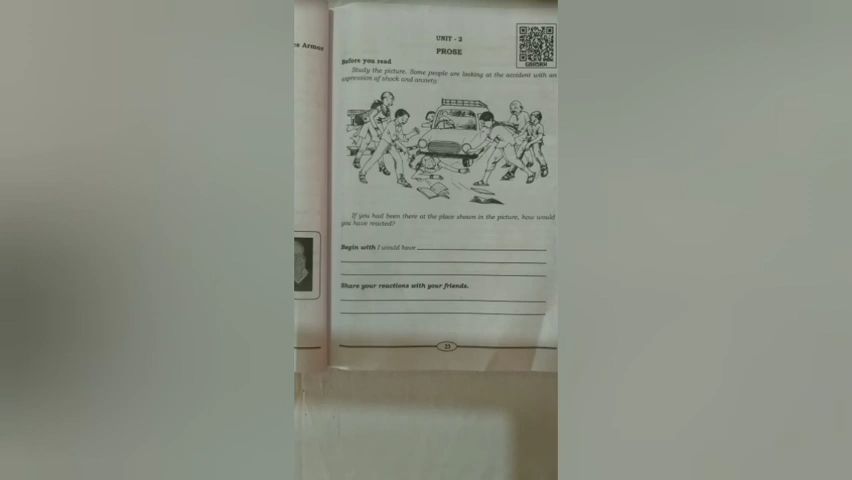 es Armor
UNIT - 2
PROSE
Before you read
Study the picture. Some people are looking at the accident with an
expression of shock and anxiety.
If you had been there at the place shown in the picture, how would
you have reacted?
Begin with I would have
Share your reactions with your friends.